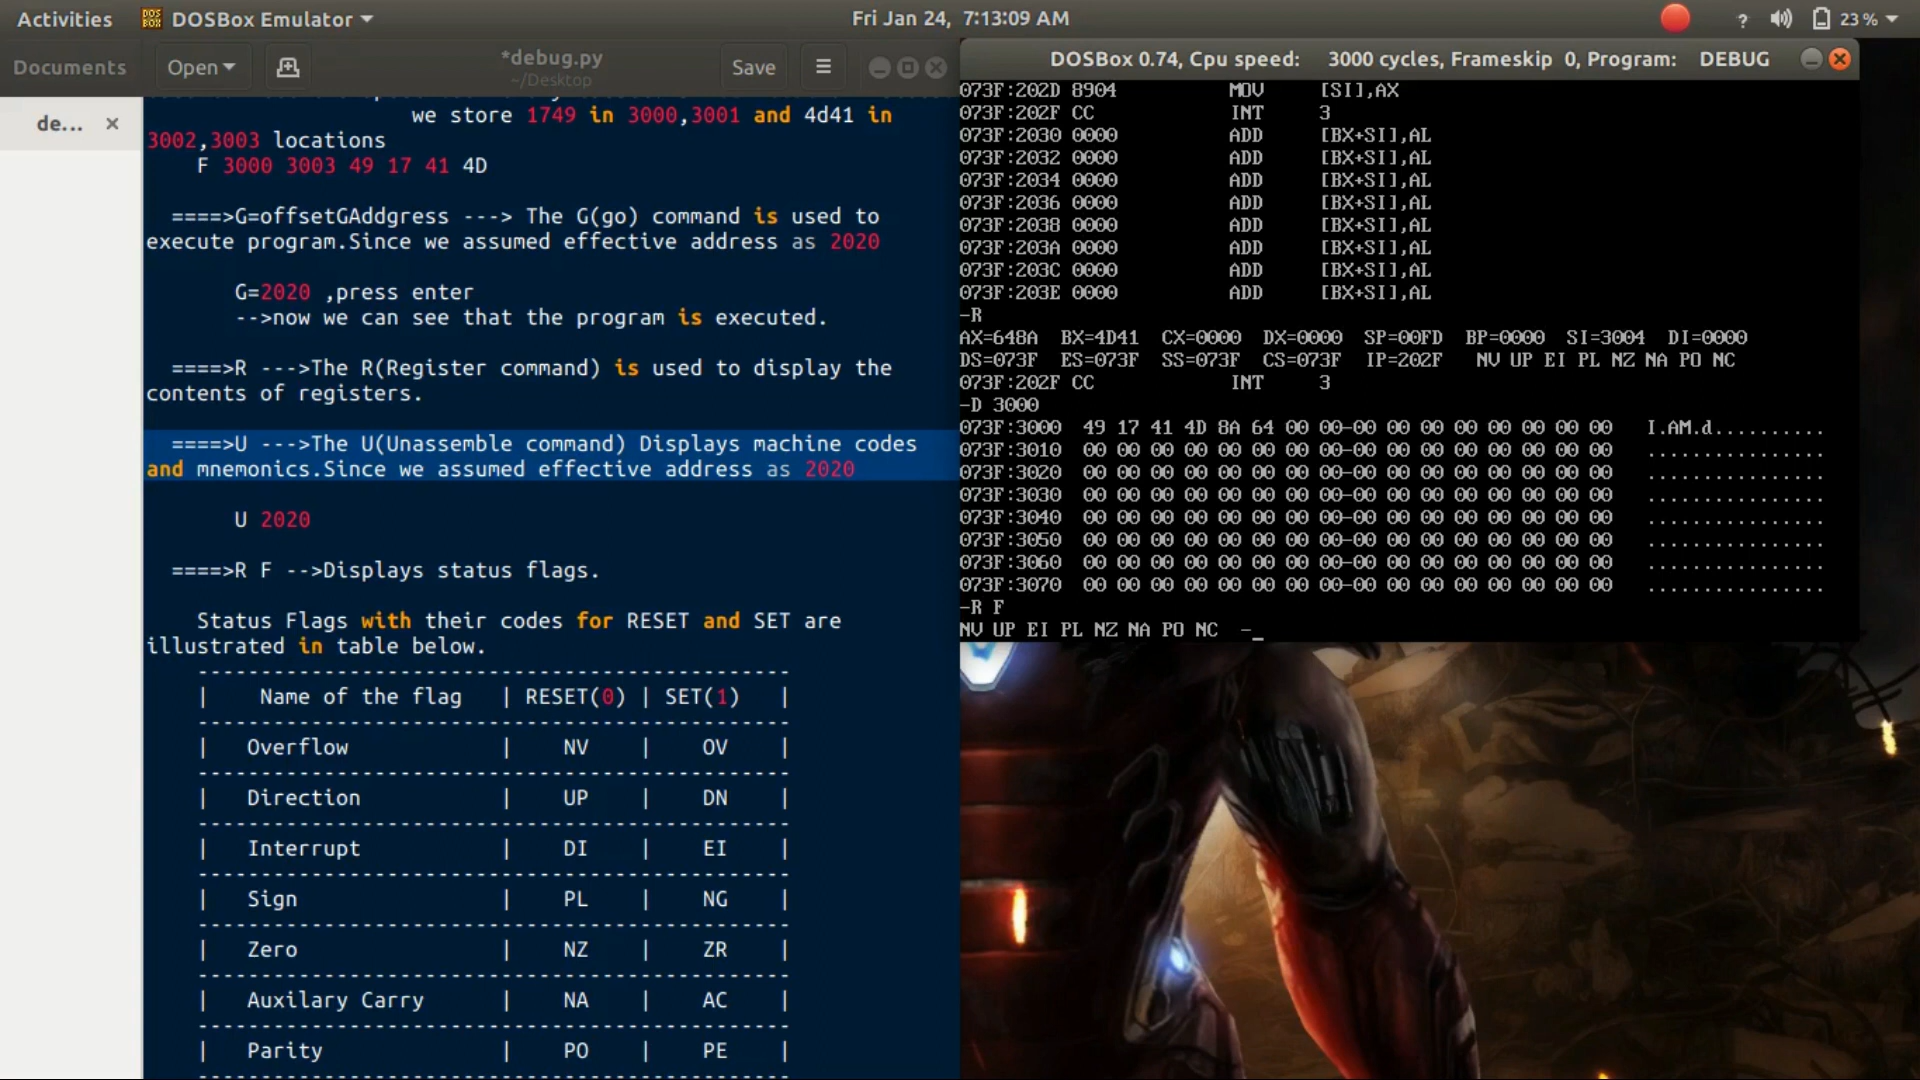 Activities
DOSBox Emulator
Fri Jan 24, 7:13:09 AM
?
23 %
Documents
Open
*debug.py
~/Desktop
Save
de... ×
we store 1749 in 3000,3001 and 4d41 in
3002,3003 locations
F 3000 3003 49 17 41 4D
====>G=offsetGAddgress ---> The G(go) command is used to
execute program.Since we assumed effective address as 2020
G=2020 ,press enter
-->now we can see that the program is executed.
====>R --->The R(Register command) is used to display the
contents of registers.
====>U --->The U(Unassemble command) Displays machine codes
and mnemonics.Since we assumed effective address as 2020
U 2020
====>R F -->Displays status flags.
Status Flags with their codes for RESET and SET are
illustrated in table below.
| Name of the flag | RESET(0) | SET(1) |
| Overflow | NV | OV |
| Direction | UP | DN |
| Interrupt | DI | EI |
| Sign | PL | NG |
| Zero | NZ | ZR |
| Auxilary Carry | NA | AC |
| Parity | PO | PE |
DOSBox 0.74, Cpu speed: 3000 cycles, Frameskip 0, Program: DEBUG
073F:202D 8904 MOV [SI],AX
073F:202F CC INT 3
073F:2030 0000 ADD [BX+SI],AL
073F:2032 0000 ADD [BX+SI],AL
073F:2034 0000 ADD [BX+SI],AL
073F:2036 0000 ADD [BX+SI],AL
073F:2038 0000 ADD [BX+SI],AL
073F:203A 0000 ADD [BX+SI],AL
073F:203C 0000 ADD [BX+SI],AL
073F:203E 0000 ADD [BX+SI],AL
-R
AX=648A BX=4D41 CX=0000 DX=0000 SP=00FD BP=0000 SI=3004 DI=0000
DS=073F ES=073F SS=073F CS=073F IP=202F NV UP EI PL NZ NA PO NC
073F:202F CC INT 3
-D 3000
073F:3000 49 17 41 4D 8A 64 00 00-00 00 00 00 00 00 00 00 I.AM.d..........
073F:3010 00 00 00 00 00 00 00 00-00 00 00 00 00 00 00 00 ................
073F:3020 00 00 00 00 00 00 00 00-00 00 00 00 00 00 00 00 ................
073F:3030 00 00 00 00 00 00 00 00-00 00 00 00 00 00 00 00 ................
073F:3040 00 00 00 00 00 00 00 00-00 00 00 00 00 00 00 00 ................
073F:3050 00 00 00 00 00 00 00 00-00 00 00 00 00 00 00 00 ................
073F:3060 00 00 00 00 00 00 00 00-00 00 00 00 00 00 00 00 ................
073F:3070 00 00 00 00 00 00 00 00-00 00 00 00 00 00 00 00 ................
-R F
NV UP EI PL NZ NA PO NC -_